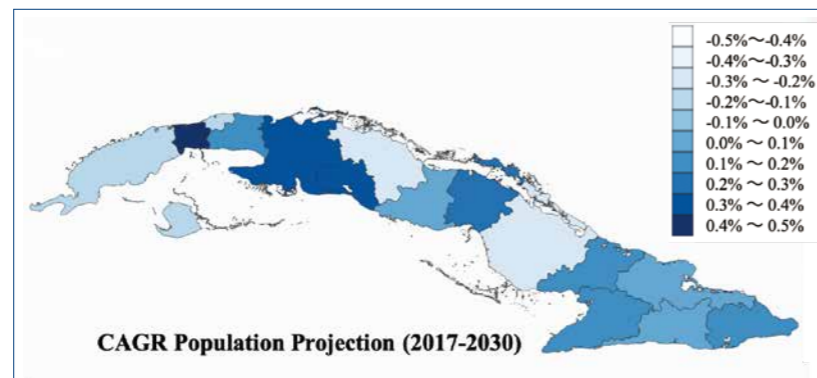 -0.5%～-0.4%
-0.4%～-0.3%
-0.3% ～ -0.2%
-0.2%～-0.1%
-0.1% ～ 0.0%
0.0% ～ 0.1%
0.1% ～ 0.2%
0.2% ～ 0.3%
0.3% ～ 0.4%
0.4% ～ 0.5%
CAGR Population Projection (2017-2030)